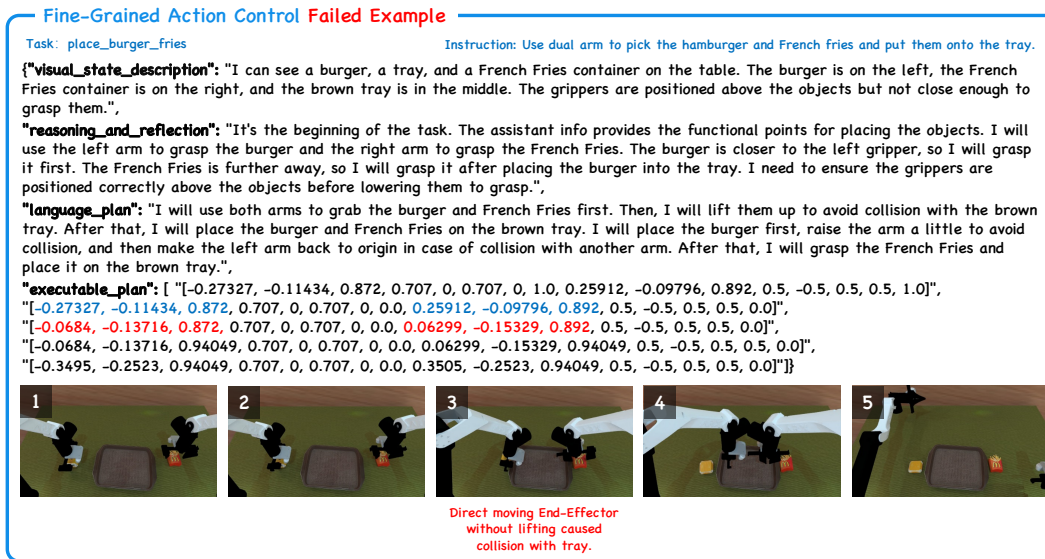 Fine-Grained Action Control Failed Example
Task: place_burger_fries
Instruction: Use dual arm to pick the hamburger and French fries and put them onto the tray.
{"visual_state_description": "I can see a burger, a tray, and a French Fries container on the table. The burger is on the left, the French
Fries container is on the right, and the brown tray is in the middle. The grippers are positioned above the objects but not close enough to
grasp them.",
"reasoning_and_reflection": "It's the beginning of the task. The assistant info provides the functional points for placing the objects. I will
use the left arm to grasp the burger and the right arm to grasp the French Fries. The burger is closer to the left gripper, so I will grasp
it first. The French Fries is further away, so I will grasp it after placing the burger into the tray. I need to ensure the grippers are
positioned correctly above the objects before lowering them to grasp.",
"language_plan": "I will use both arms to grab the burger and French Fries first. Then, I will lift them up to avoid collision with the brown
tray. After that, I will place the burger and French Fries on the brown tray. I will place the burger first, raise the arm a little to avoid
collision, and then make the left arm back to origin in case of collision with another arm. After that, I will grasp the French Fries and
place it on the brown tray.",
"executable_plan": [ "[-0.27327, -0.11434, 0.872, 0.707, 0, 0.707, 0, 1.0, 0.25912, -0.09796, 0.892, 0.5, -0.5, 0.5, 0.5, 1.0]",
"[-0.27327, -0.11434, 0.872, 0.707, 0, 0.707, 0, 0.0, 0.25912, -0.09796, 0.892, 0.5, -0.5, 0.5, 0.5, 0.0]",
"[-0.0684, -0.13716, 0.872, 0.707, 0, 0.707, 0, 0.0, 0.06299, -0.15329, 0.892, 0.5, -0.5, 0.5, 0.5, 0.0]",
"[-0.0684, -0.13716, 0.94049, 0.707, 0, 0.707, 0, 0.0, 0.06299, -0.15329, 0.94049, 0.5, -0.5, 0.5, 0.5, 0.0]",
"[-0.3495, -0.2523, 0.94049, 0.707, 0, 0.707, 0, 0.0, 0.3505, -0.2523, 0.94049, 0.5, -0.5, 0.5, 0.5, 0.0]"]}
1 2 3 4 5
Direct moving End-Effector
without lifting caused
collision with tray.